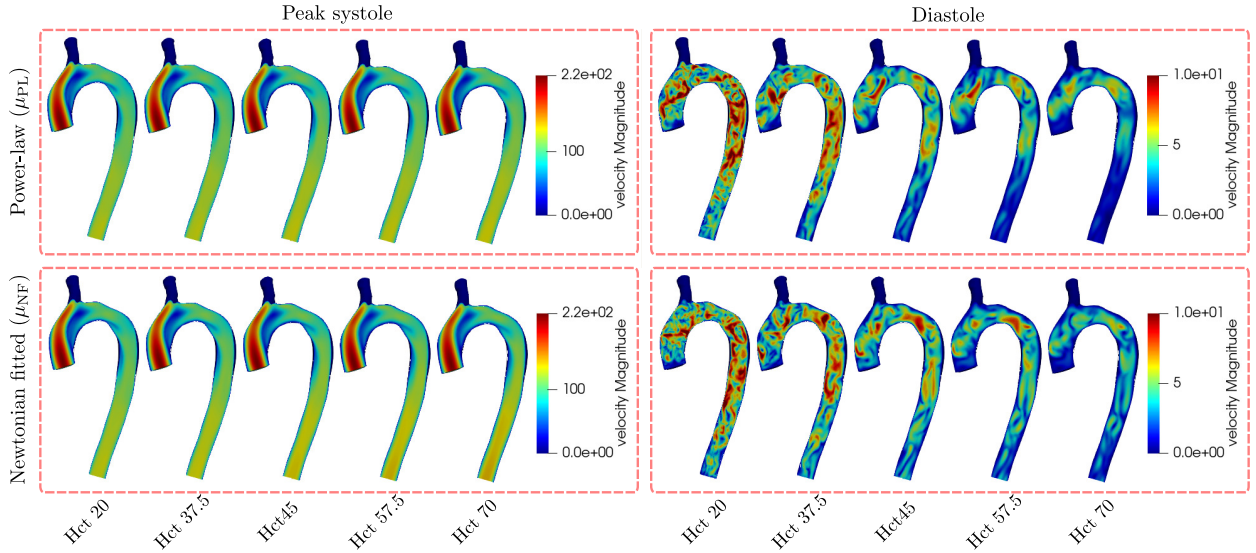 Peak systole
Diastole
Power-law (μPL)
2.2e+02
100
0.0e+00
velocity Magnitude
1.0e+01
5
0.0e+00
velocity Magnitude
Newtonian fitted (μNF)
2.2e+02
100
0.0e+00
velocity Magnitude
1.0e+01
5
0.0e+00
velocity Magnitude
Hct 20
Hct 37.5
Hct45
Hct 57.5
Hct 70
Hct 20
Hct 37.5
Hct45
Hct 57.5
Hct 70